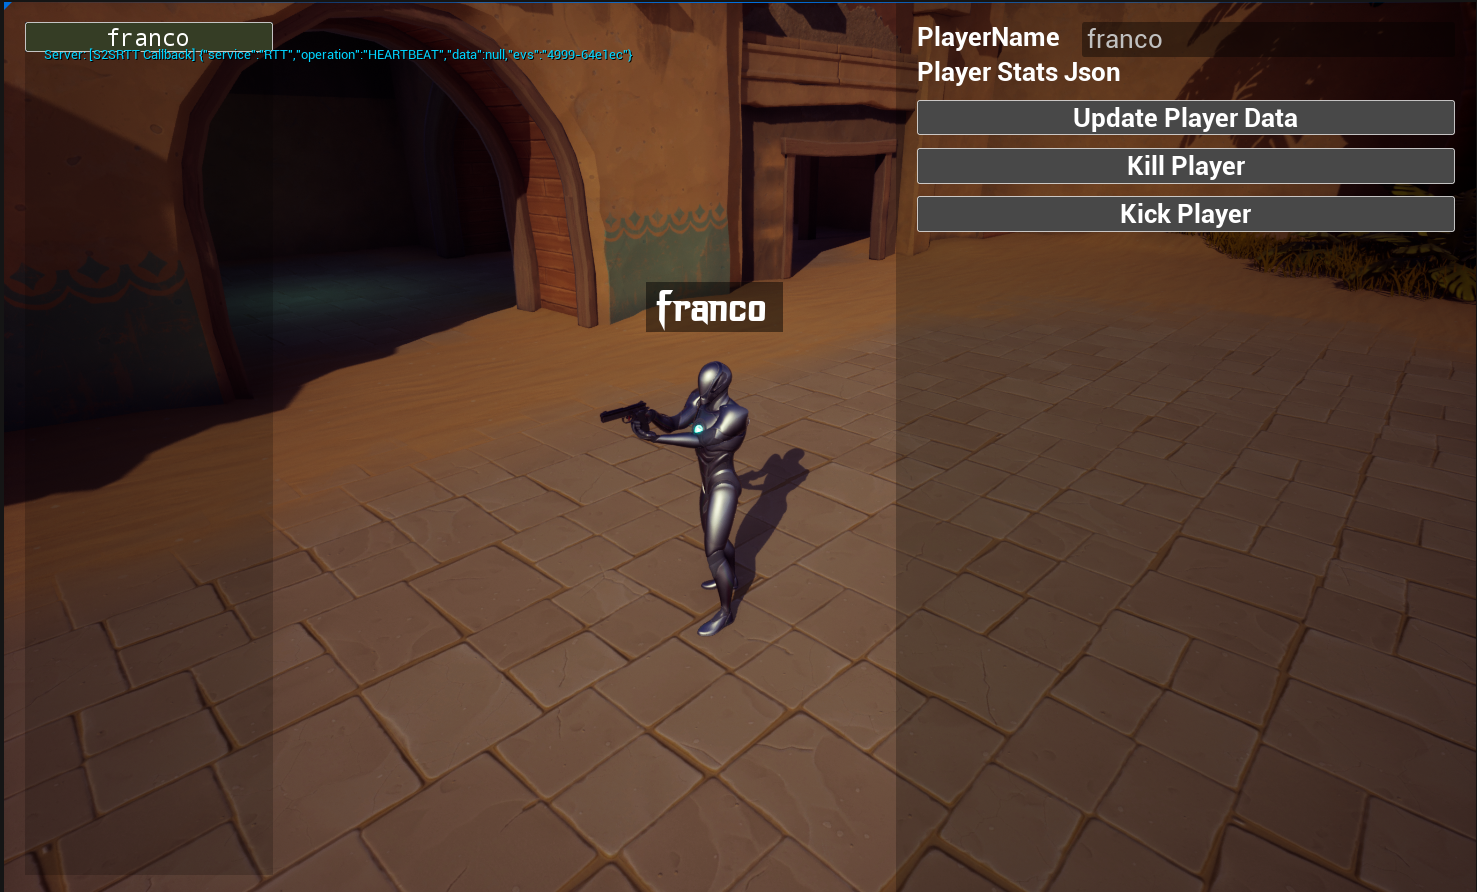 franco
Server: [S2SRTT Callback] {"service":"RTT","operation":"HEARTBEAT","data":null,"evs":"4999-64e1ec"}
PlayerName franco
Player Stats Json
Update Player Data
Kill Player
Kick Player
franco